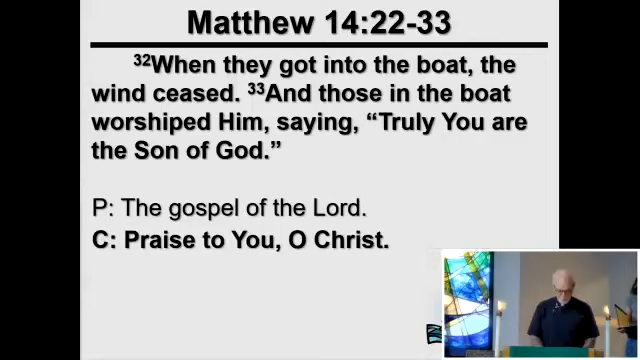 Matthew 14:22-33
³²When they got into the boat, the
wind ceased. ³³And those in the boat
worshiped Him, saying, “Truly You are
the Son of God.”
P: The gospel of the Lord.
C: Praise to You, O Christ.